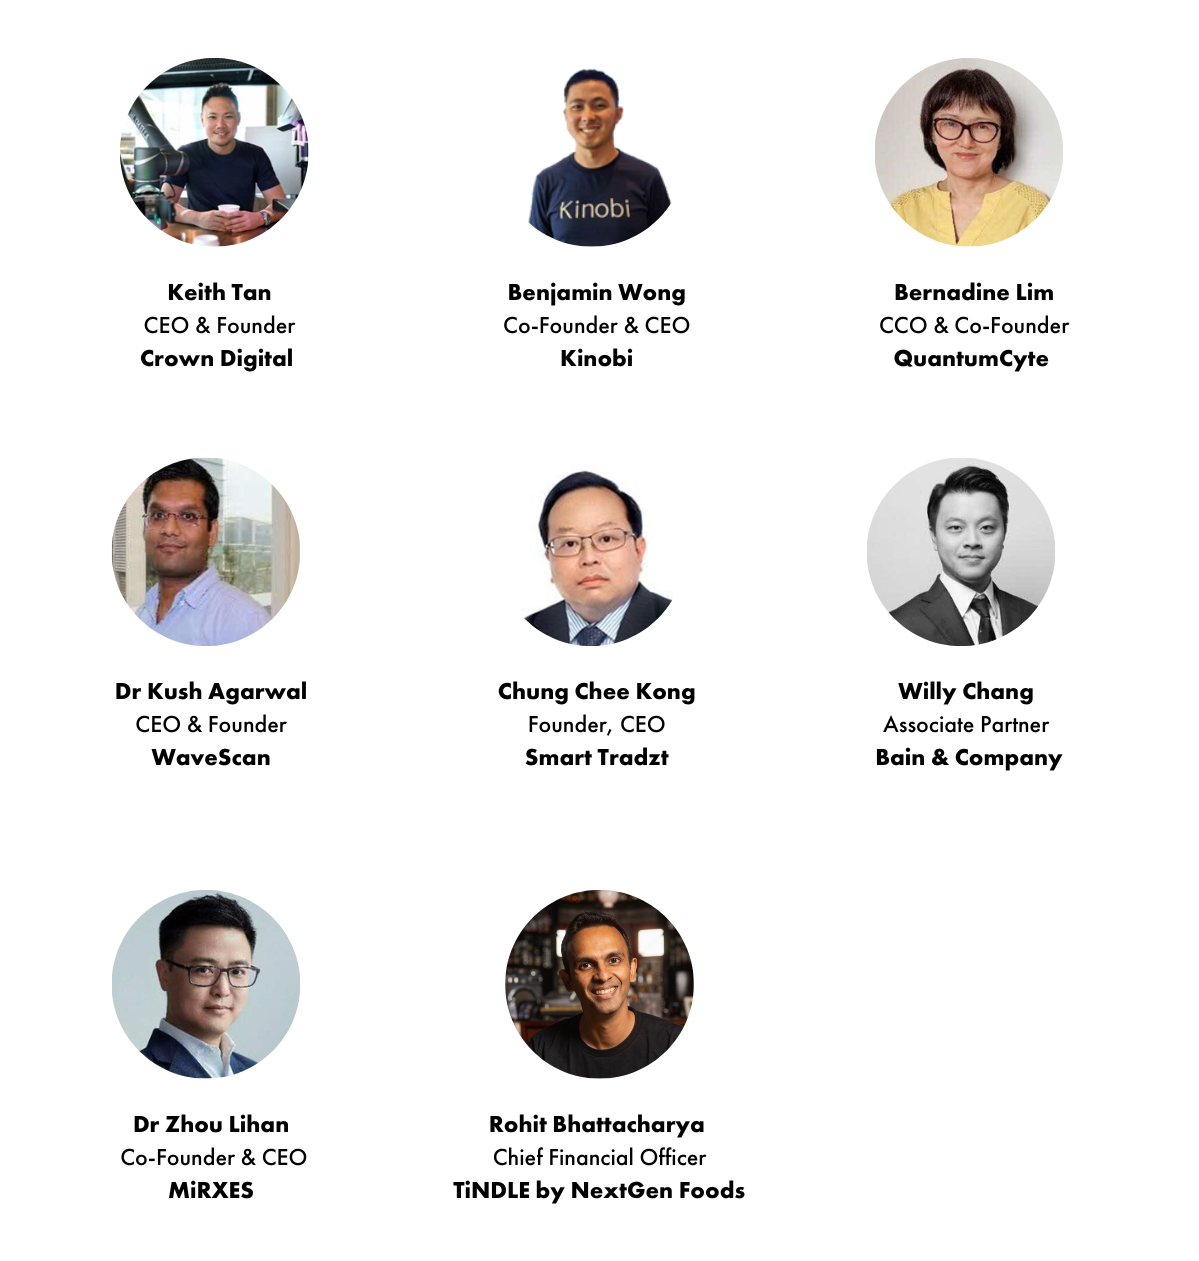 Kinobi
Keith Tan
CEO & Founder
Crown Digital
Benjamin Wong
Co-Founder & CEO
Kinobi
Bernadine Lim
CCO & Co-Founder
QuantumCyte
Dr Kush Agarwal
CEO & Founder
WaveScan
Chung Chee Kong
Founder, CEO
Smart Tradzt
Willy Chang
Associate Partner
Bain & Company
Dr Zhou Lihan
Co-Founder & CEO
MiRXES
Rohit Bhattacharya
Chief Financial Officer
TiNDLE by NextGen Foods